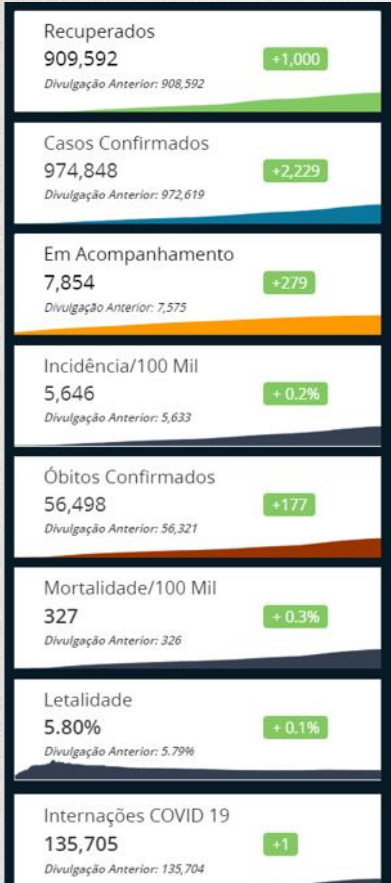 Recuperados
909,592
+1,000
Divulgação Anterior: 908,592
Casos Confirmados
974,848
+2,229
Divulgação Anterior: 972,619
Em Acompanhamento
7,854
+279
Divulgação Anterior: 7,575
Incidência/100 Mil
5,646
+ 0.2%
Divulgação Anterior: 5,633
Óbitos Confirmados
56,498
+177
Divulgação Anterior: 56,321
Mortalidade/100 Mil
327
+ 0.3%
Divulgação Anterior: 326
Letalidade
5.80%
+ 0.1%
Divulgação Anterior: 5.79%
Internações COVID 19
135,705
+1
Divulgação Anterior: 135,704